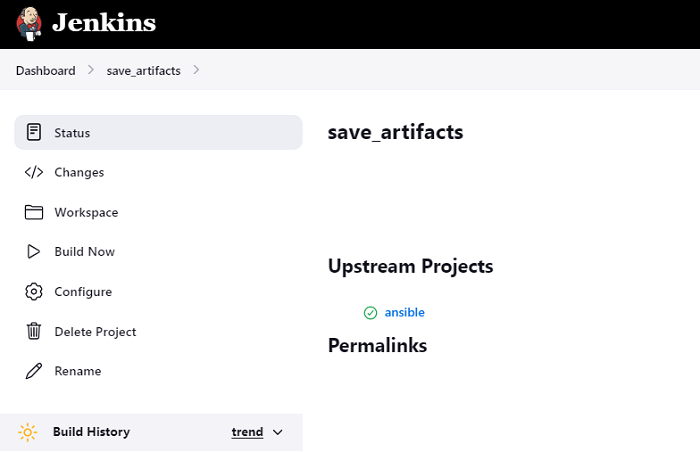 Jenkins
Dashboard > save_artifacts >
Status
Changes
Workspace
Build Now
Configure
Delete Project
Rename
Build History trend
save_artifacts
Upstream Projects
ansible
Permalinks